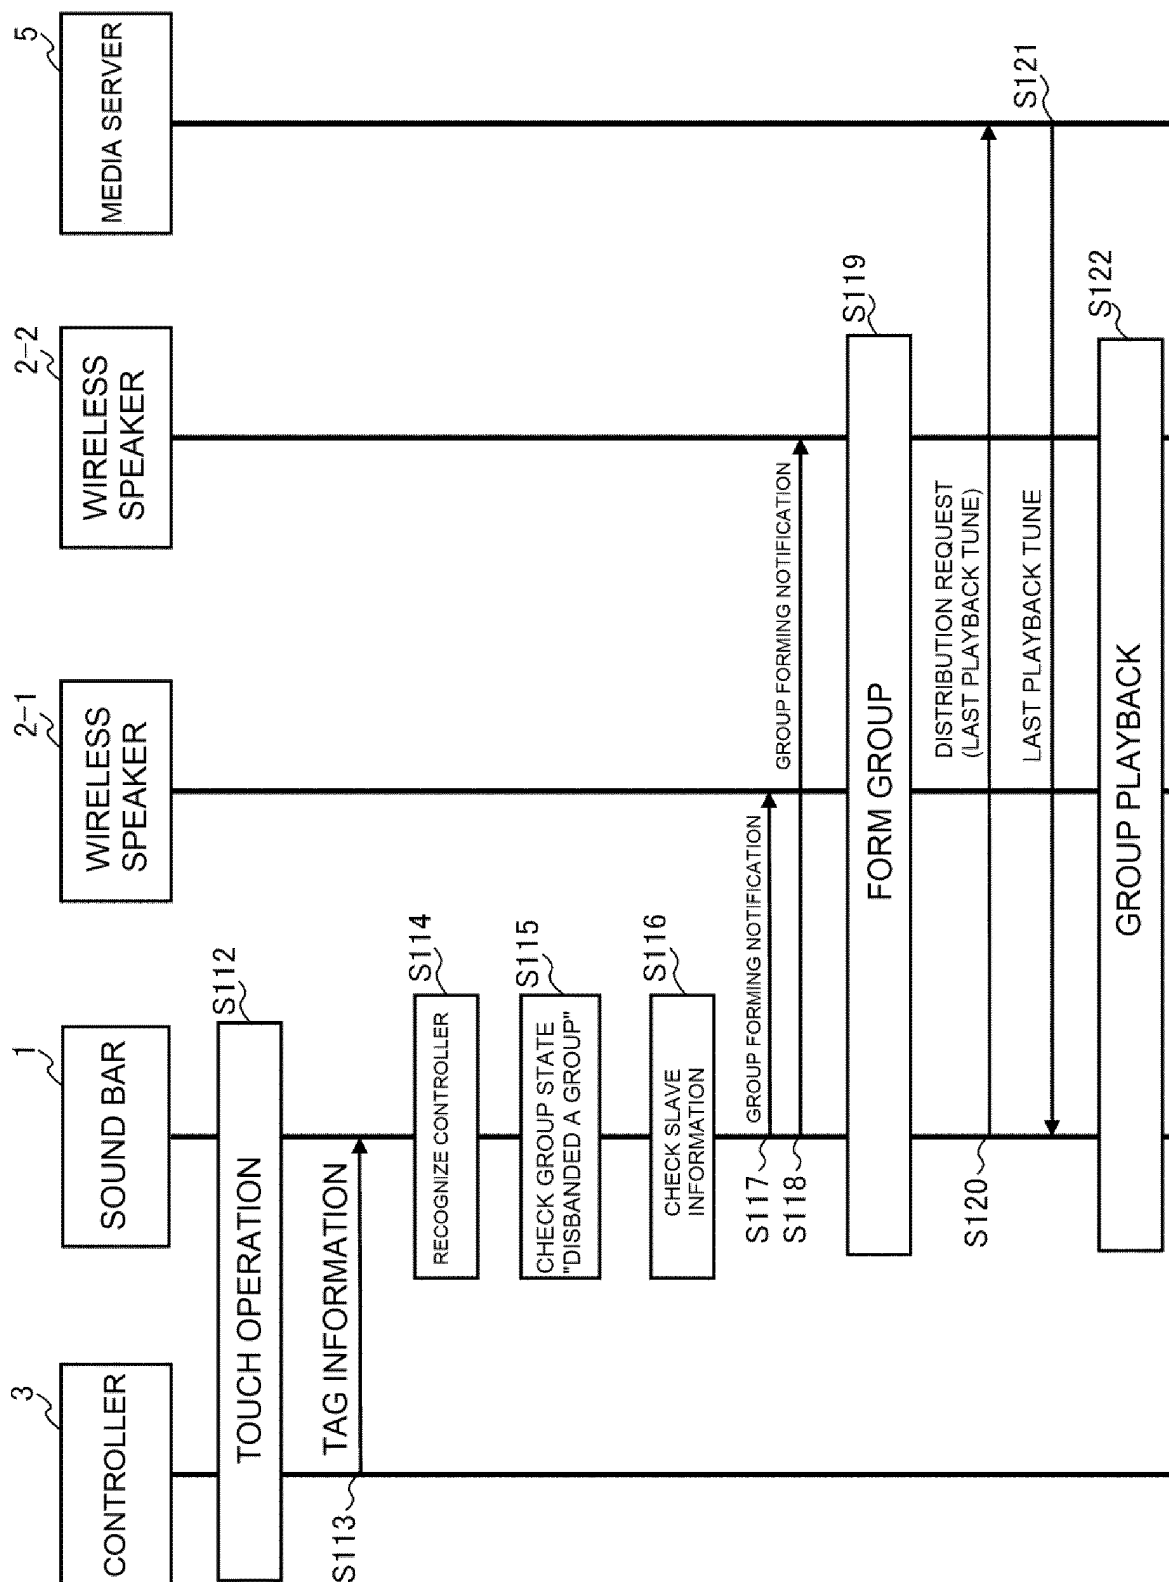 3
CONTROLLER
1
SOUND BAR
2-1
WIRELESS
SPEAKER
2-2
WIRELESS
SPEAKER
5
MEDIA SERVER
TOUCH OPERATION
S112
TAG INFORMATION
S113
RECOGNIZE CONTROLLER
S114
CHECK GROUP STATE
"DISBANDED A GROUP"
S115
CHECK SLAVE
INFORMATION
S116
S117
GROUP FORMING NOTIFICATION
S118
GROUP FORMING NOTIFICATION
FORM GROUP
S119
S120
DISTRIBUTION REQUEST
(LAST PLAYBACK TUNE)
LAST PLAYBACK TUNE
S121
GROUP PLAYBACK
S122